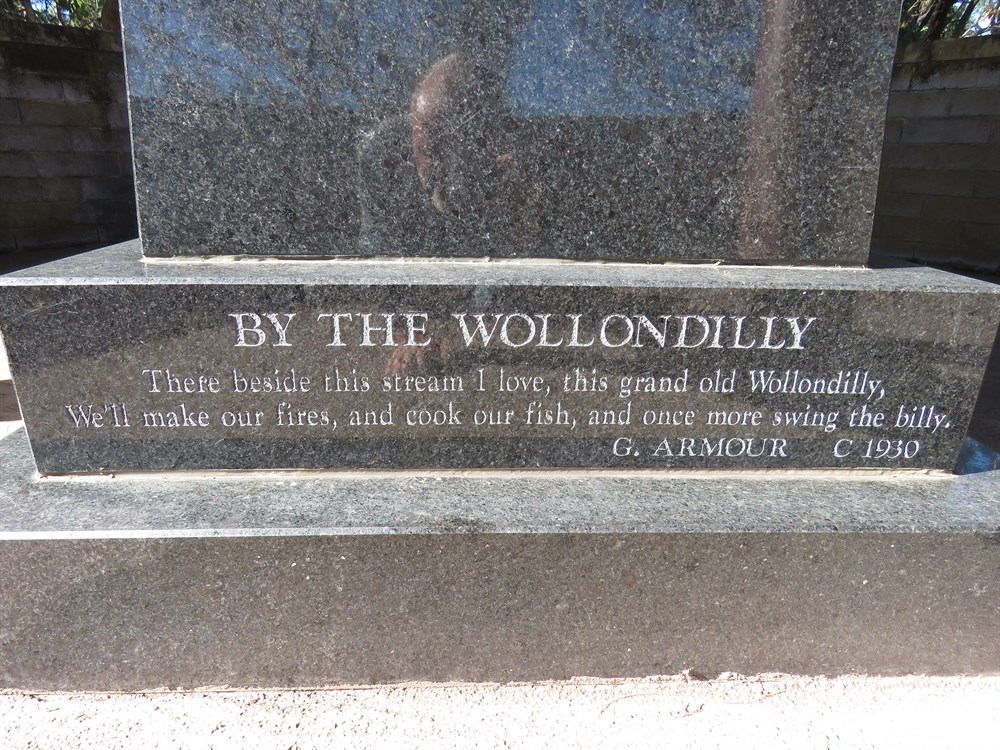 BY THE WOLLONDILLY
There beside this stream I love, this grand old Wollondilly,
We'll make our fires, and cook our fish, and once more swing the billy.
G. ARMOUR C 1930